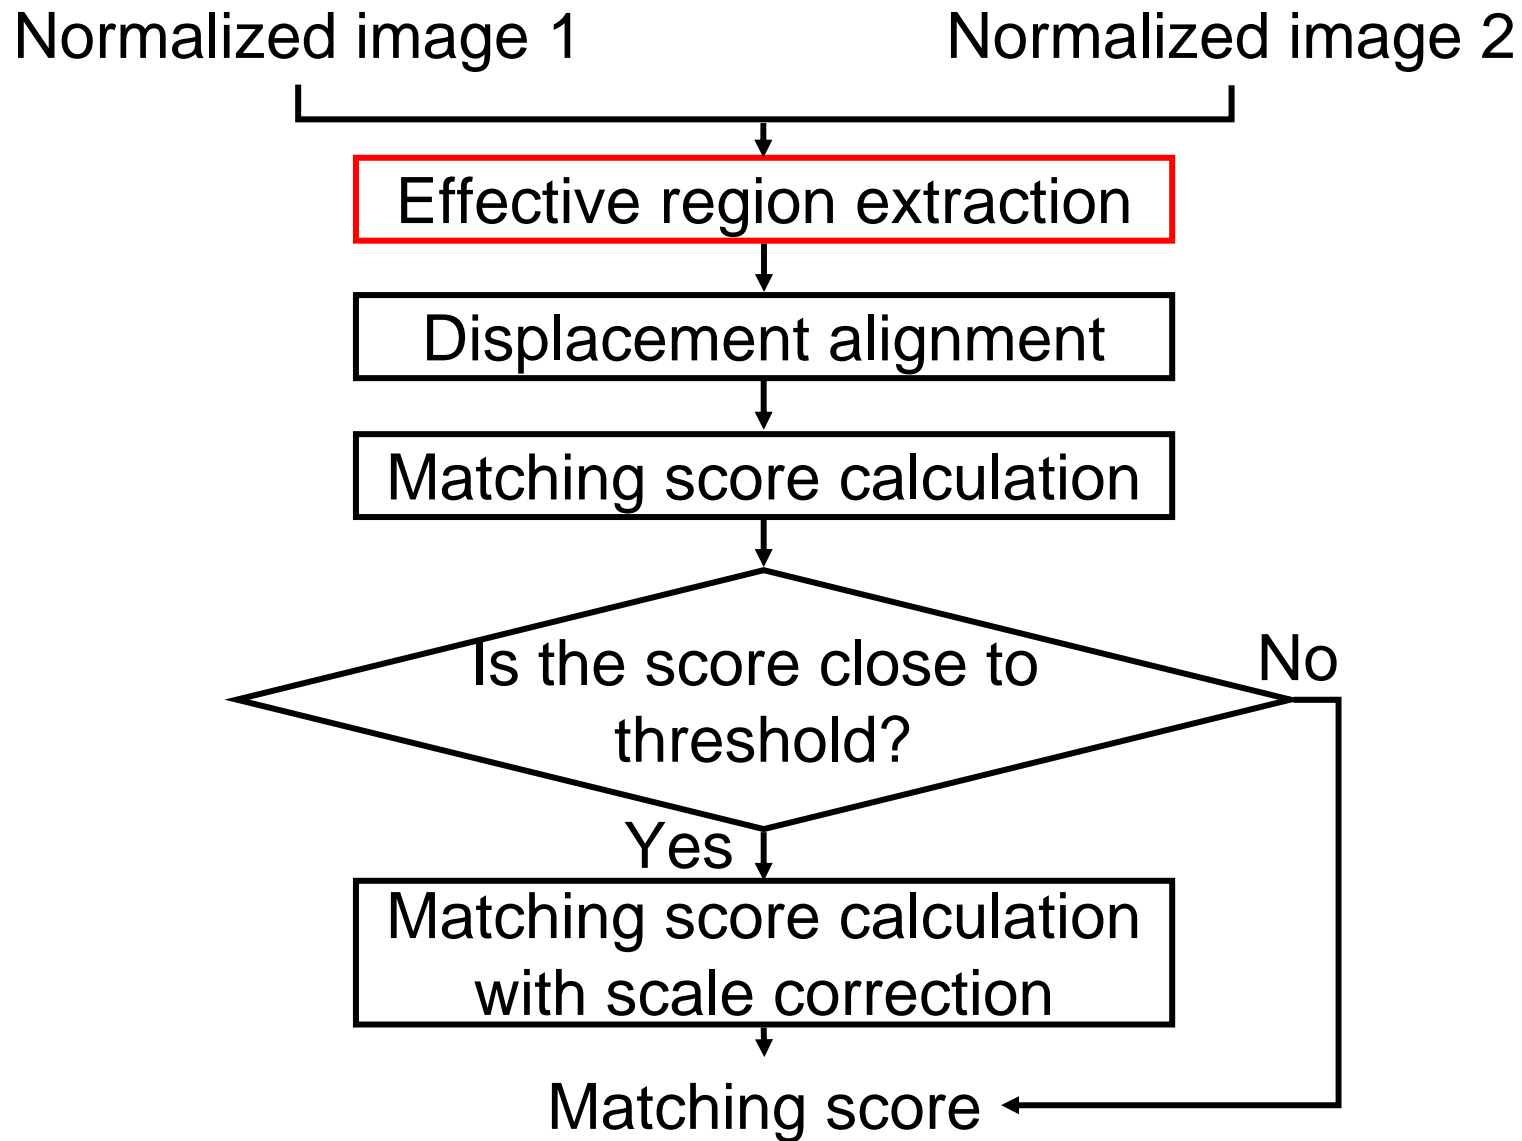 Normalized image 1
Normalized image 2
Effective region extraction
Displacement alignment
Matching score calculation
Is the score close to
threshold?
No
Yes
Matching score calculation
with scale correction
Matching score